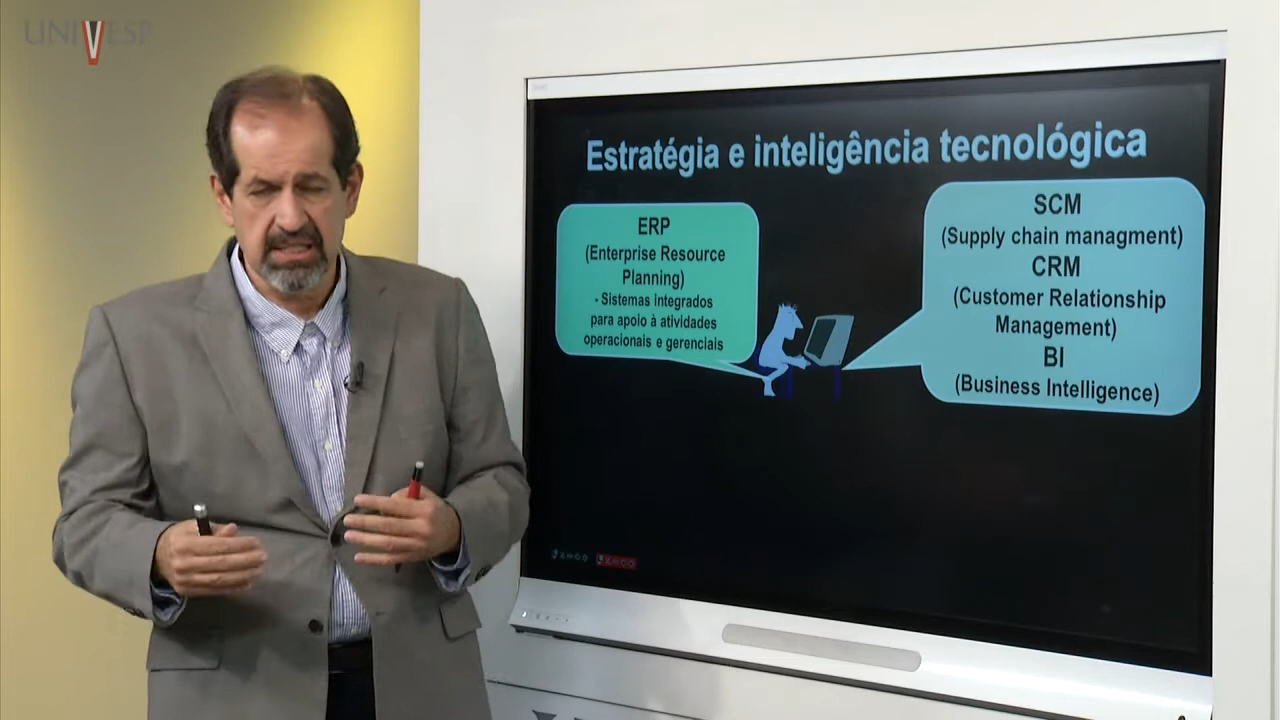 UNIVESP
Estratégia e inteligência tecnológica
ERP
(Enterprise Resource
Planning)
- Sistemas integrados
para apoio à atividades
operacionais e gerenciais
SCM
(Supply chain managment)
CRM
(Customer Relationship
Management)
BI
(Business Intelligence)